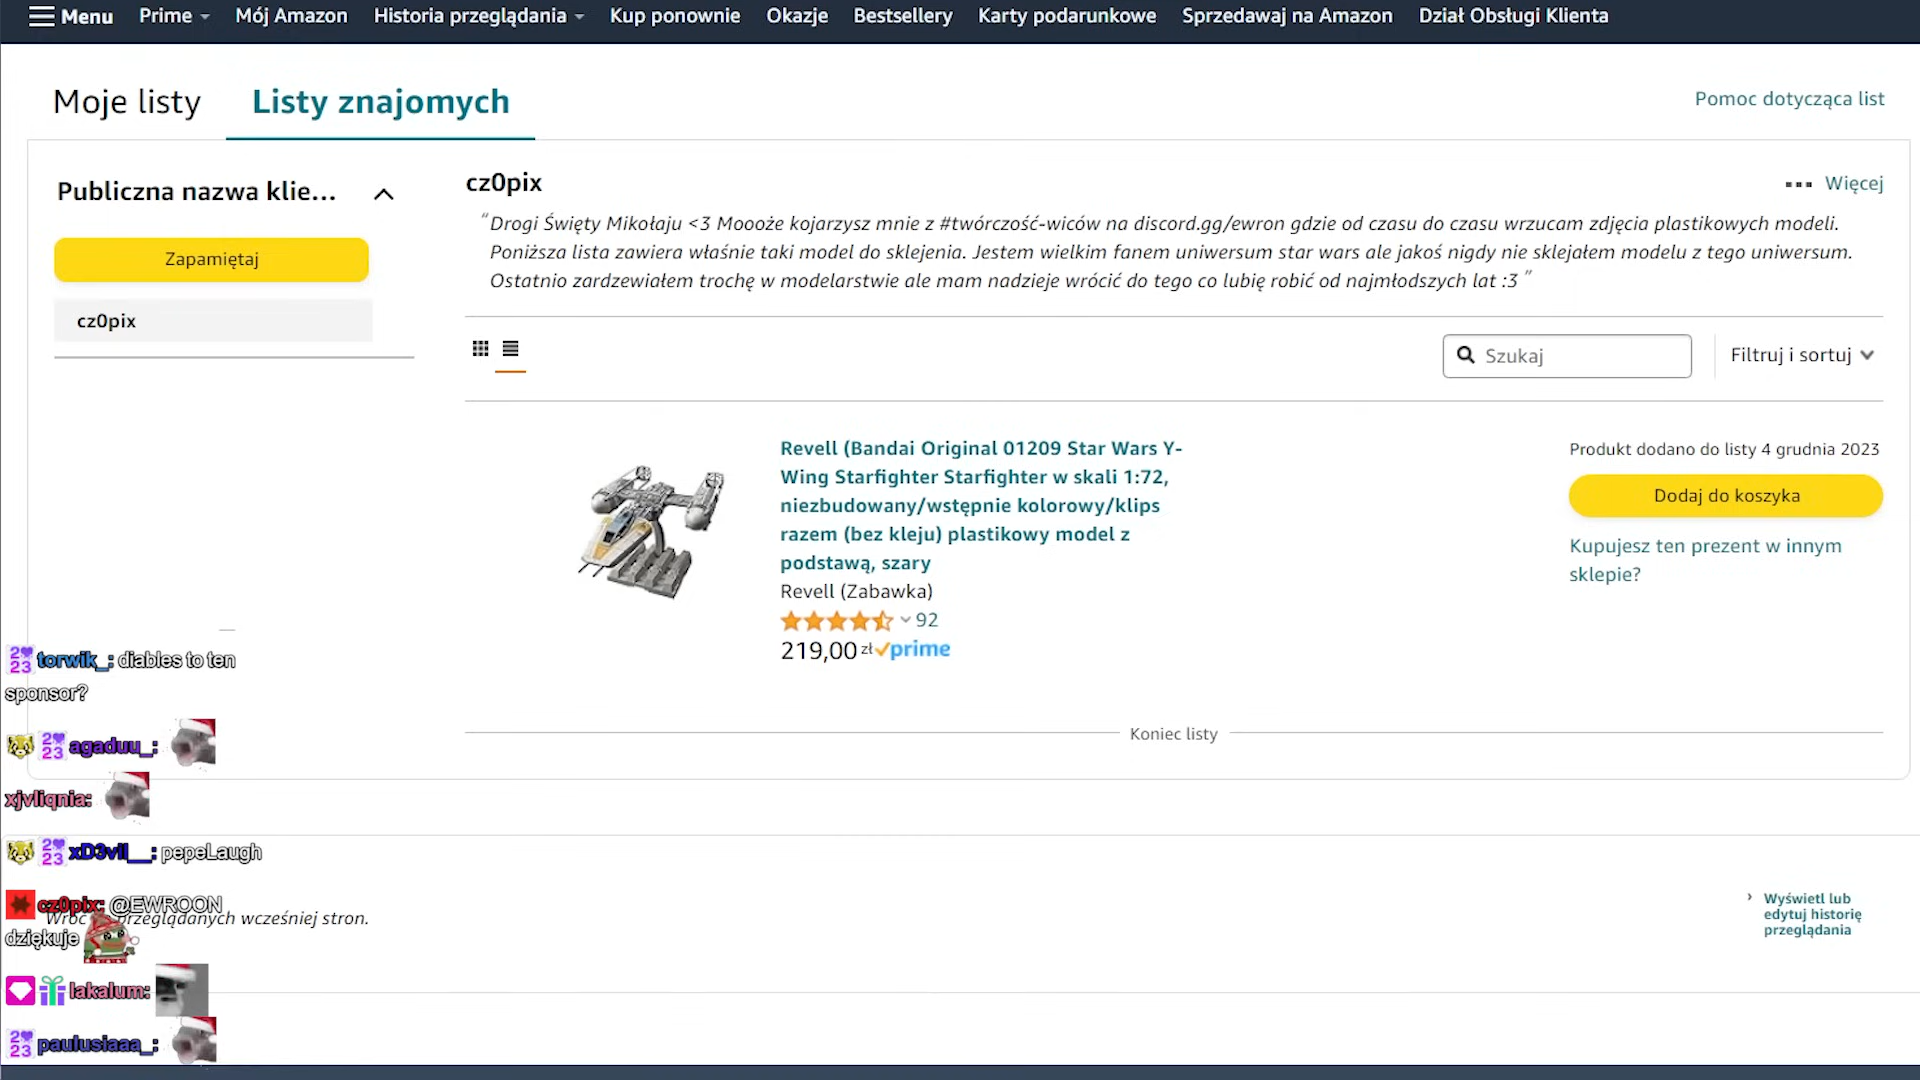 Menu Prime Mój Amazon Historia przeglądania Kup ponownie Okazje Bestsellery Karty podarunkowe Sprzedawaj na Amazon Dział Obsługi Klienta
Moje listy Listy znajomych
Pomoc dotycząca list
Publiczna nazwa klie...
Zapamiętaj
cz0pix
cz0pix
Więcej
“Drogi Święty Mikołaju <3 Moooże kojarzysz mnie z #twórczość-wiców na discord.gg/ewron gdzie od czasu do czasu wrzucam zdjęcia plastikowych modeli.
Poniższa lista zawiera właśnie taki model do sklejenia. Jestem wielkim fanem uniwersum star wars ale jakoś nigdy nie sklejałem modelu z tego uniwersum.
Ostatnio zardzewiałem trochę w modelarstwie ale mam nadzieje wrócić do tego co lubię robić od najmłodszych lat :3 ”
Szukaj
Filtruj i sortuj
Revell (Bandai Original 01209 Star Wars Y-
Wing Starfighter Starfighter w skali 1:72,
niezbudowany/wstępnie kolorowy/klips
razem (bez kleju) plastikowy model z
podstawą, szary
Revell (Zabawka)
92
219,00 zł prime
Produkt dodano do listy 4 grudnia 2023
Dodaj do koszyka
Kupujesz ten prezent w innym
sklepie?
Koniec listy
2023 torwik_: diables to ten
sponsor?
2023 agaduu_:
xjvliqnia:
2023 xD3vil__: pepeLaugh
cz0pix: @EWROON
dziękuje
przeglądanych wcześniej stron.
lakalum:
2023 paulusiaaa_:
Wyświetl lub
edytuj historię
przeglądania